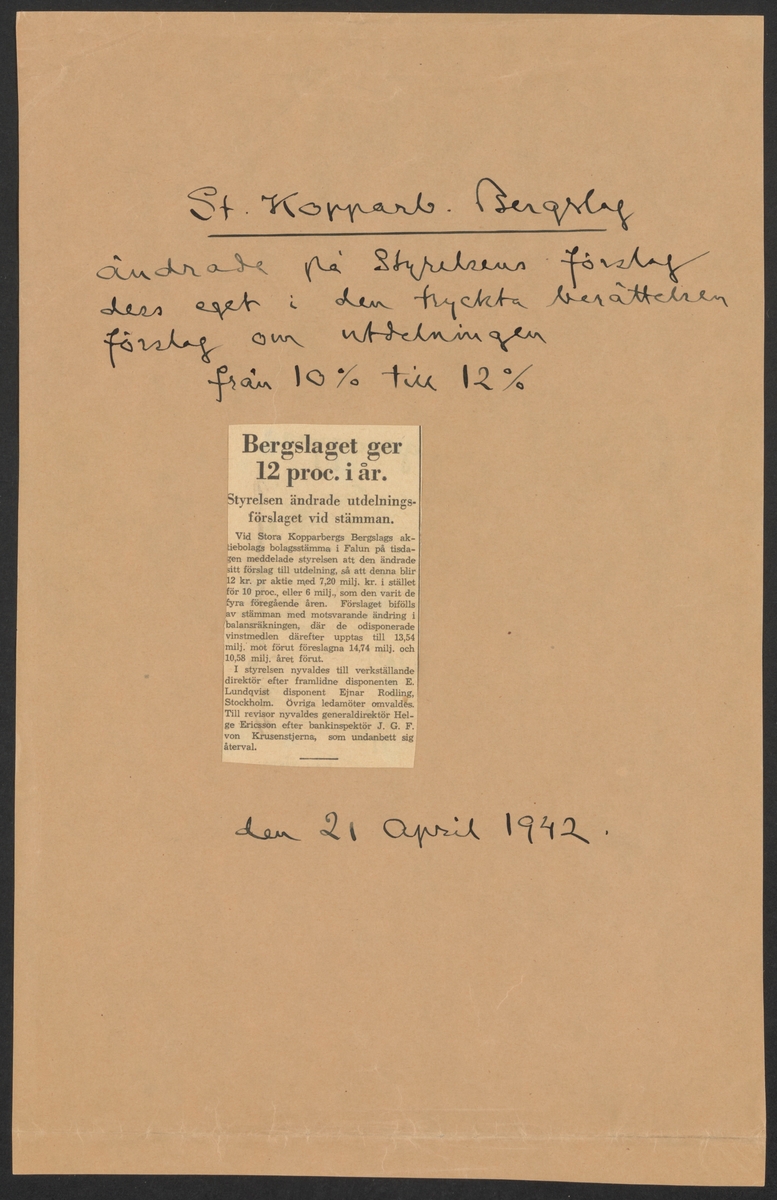 St. Kopparb. Bergslag
ändrade på Styrelsens förslag
dess eget i den tryckta berättelsen
förslag om utdelningen
från 10% till 12%
Bergslaget ger
12 proc. i år.
Styrelsen ändrade utdelnings-
förslaget vid stämman.
Vid Stora Kopparbergs Bergslags ak-
tiebolags bolagsstämma i Falun på tisda-
gen meddelade styrelsen att den ändrade
sitt förslag till utdelning, så att denna blir
12 kr. pr aktie med 7,20 milj. kr. i stället
för 10 proc., eller 6 milj., som den varit de
fyra föregående åren. Förslaget bifölls
av stämman med motsvarande ändring i
balansräkningen, där de odisponerade
vinstmedlen därefter upptas till 13,54
milj. mot förut föreslagna 14,74 milj. och
10,58 milj. året förut.
I styrelsen nyvaldes till verkställande
direktör efter framlidne disponenten E.
Lundqvist disponent Ejnar Rodling,
Stockholm. Övriga ledamöter omvaldes.
Till revisor nyvaldes generaldirektör Hel-
ge Ericsson efter bankinspektör J. G. F.
von Krusenstjerna, som undanbett sig
återval.
den 21 April 1942.